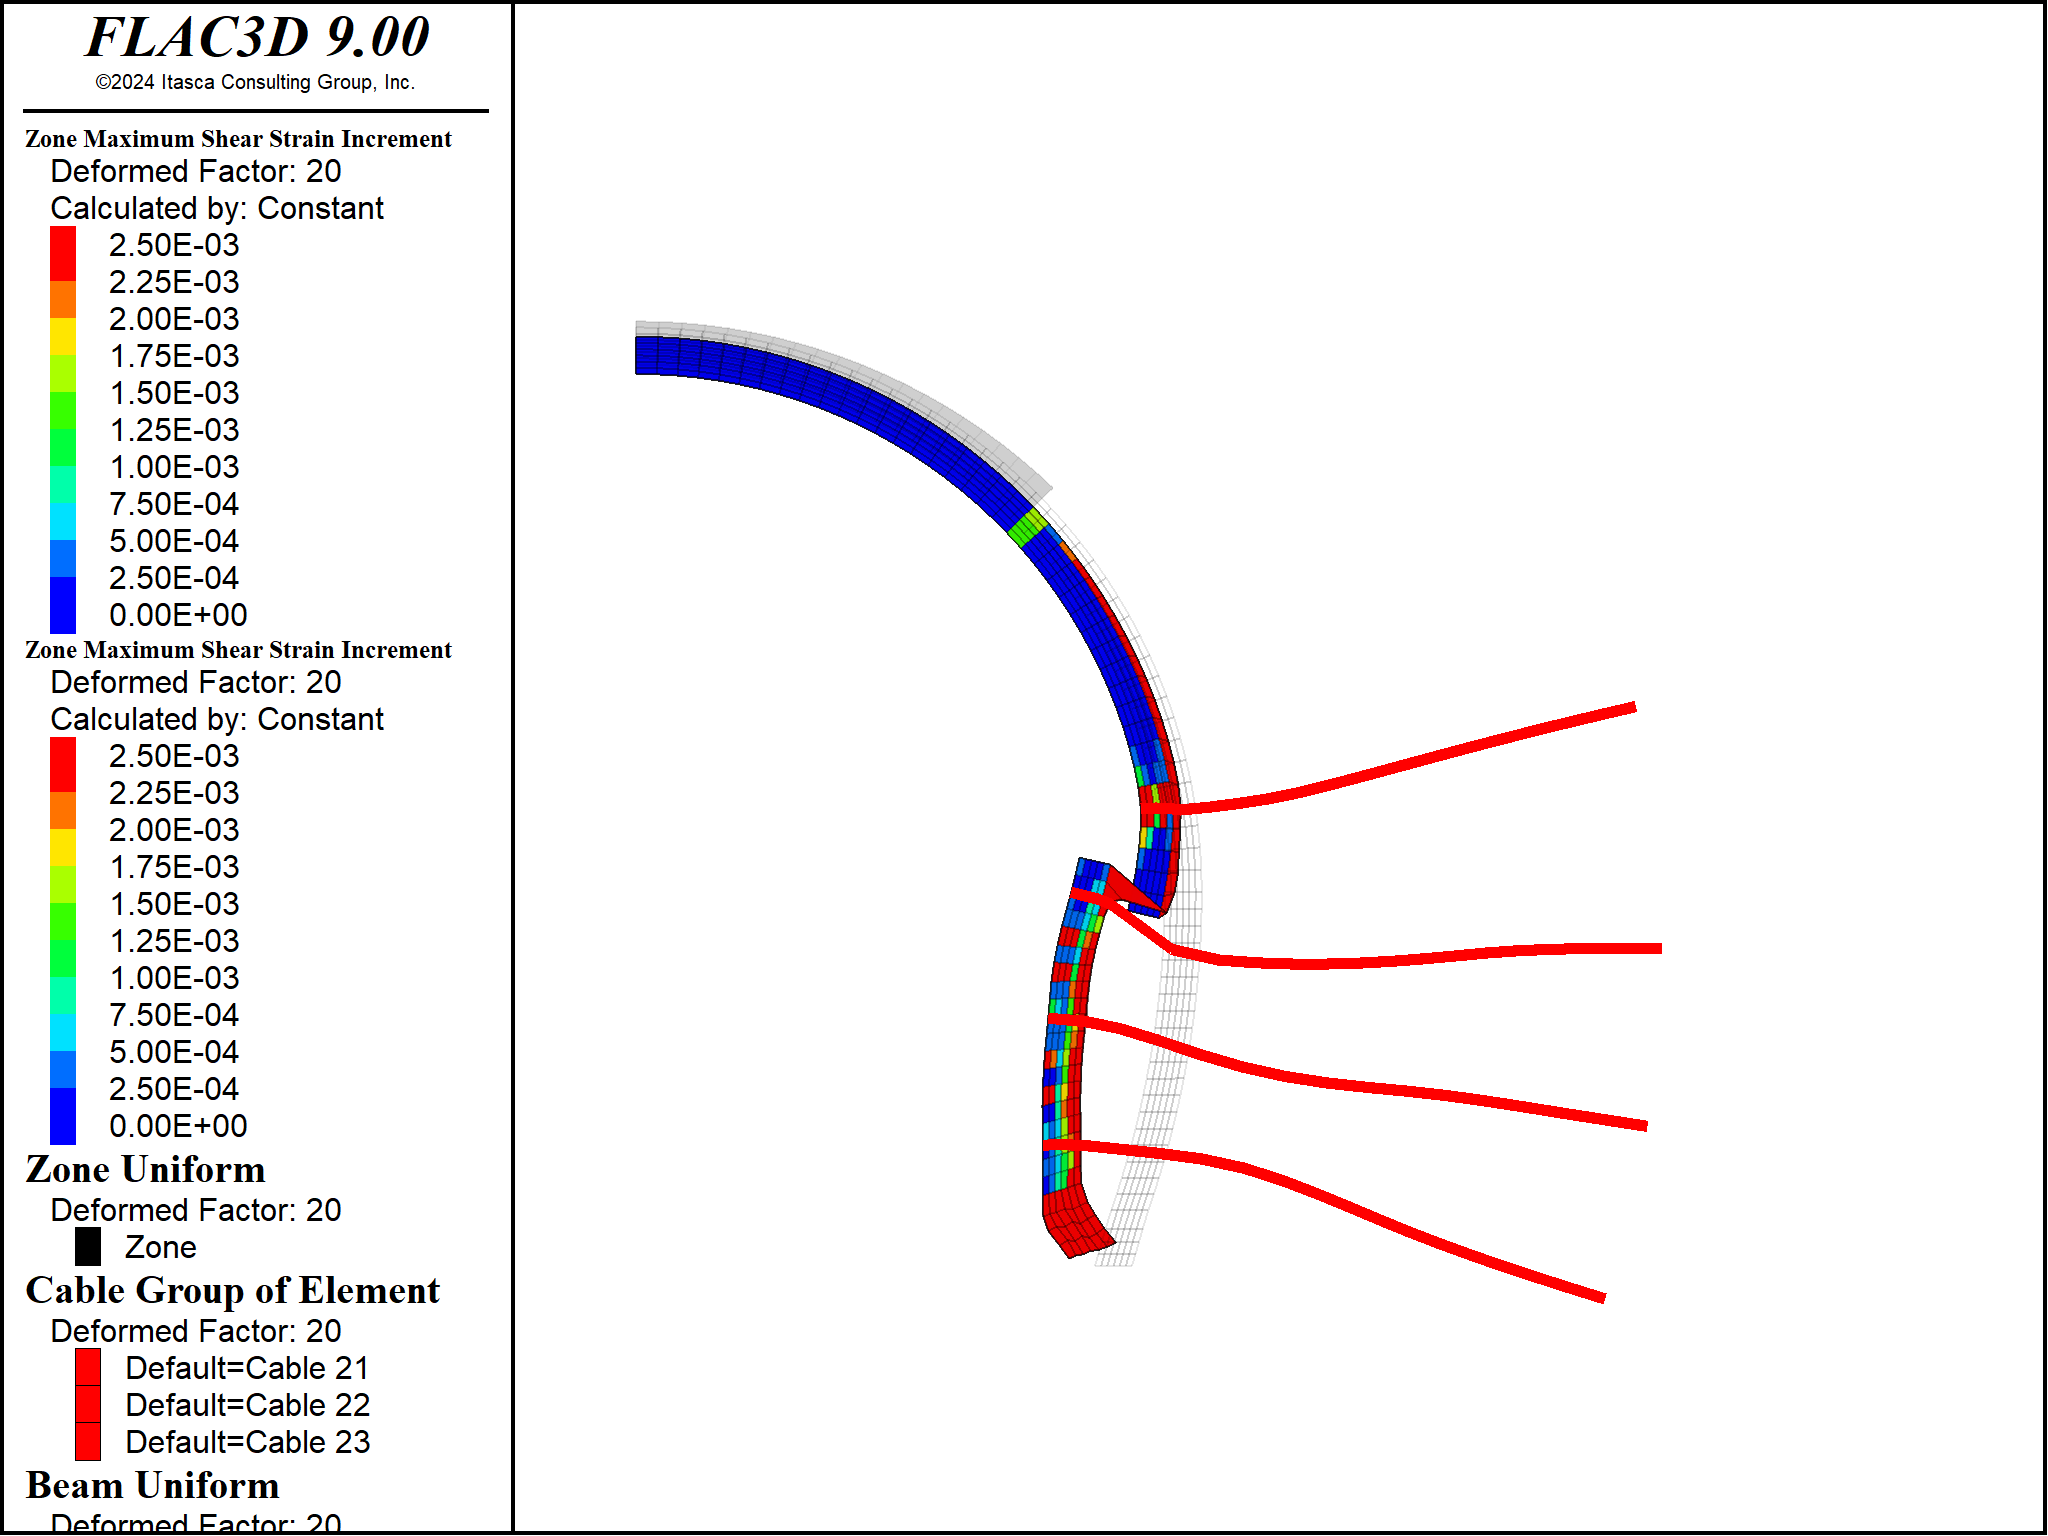 FLAC3D 9.00
©2024 Itasca Consulting Group, Inc.
Zone Maximum Shear Strain Increment
Deformed Factor: 20
Calculated by: Constant
2.50E-03
2.25E-03
2.00E-03
1.75E-03
1.50E-03
1.25E-03
1.00E-03
7.50E-04
5.00E-04
2.50E-04
0.00E+00
Zone Maximum Shear Strain Increment
Deformed Factor: 20
Calculated by: Constant
2.50E-03
2.25E-03
2.00E-03
1.75E-03
1.50E-03
1.25E-03
1.00E-03
7.50E-04
5.00E-04
2.50E-04
0.00E+00
Zone Uniform
Deformed Factor: 20
Zone
Cable Group of Element
Deformed Factor: 20
Default=Cable 21
Default=Cable 22
Default=Cable 23
Beam Uniform
Deformed Factor: 20